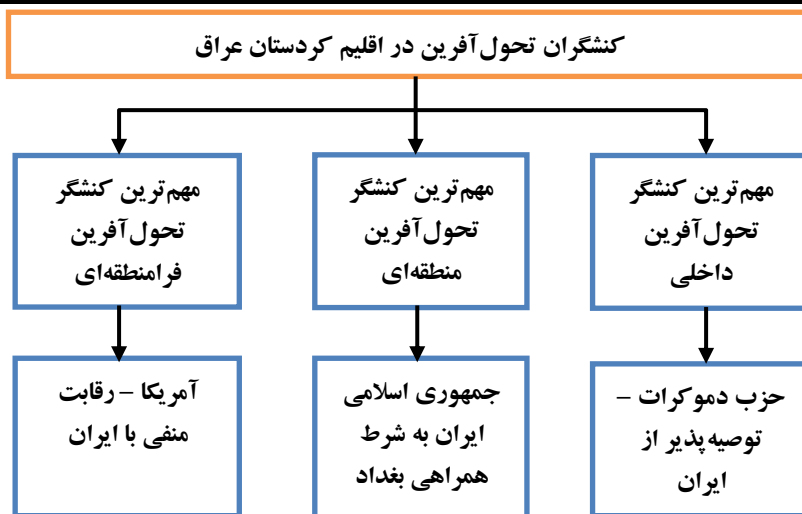 کنشگران تحول‌آفرین در اقلیم کردستان عراق
مهم‌ترین کنشگر
تحول‌آفرین
داخلی
مهم‌ترین کنشگر
تحول‌آفرین
منطقه‌ای
مهم‌ترین کنشگر
تحول‌آفرین
فرامنطقه‌ای
حزب دموکرات –
توصیه‌پذیر از
ایران
جمهوری اسلامی
ایران به شرط
همراهی بغداد
آمریکا – رقابت
منفی با ایران